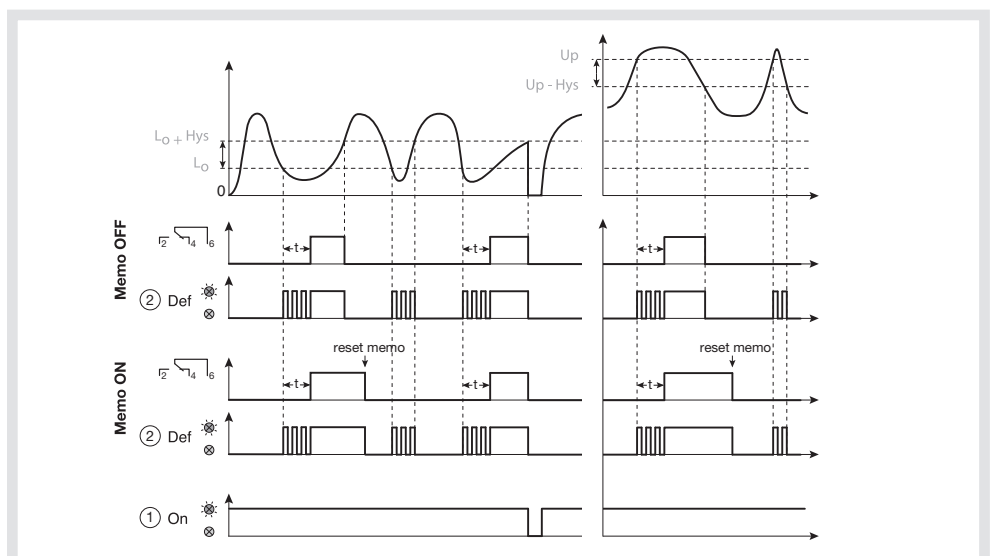 Up
Up - Hys
Lo + Hys
Lo
0
Memo OFF
2 4 6
t t t
2 Def
reset memo reset memo
Memo ON
2 4 6
t t t
2 Def
1 On